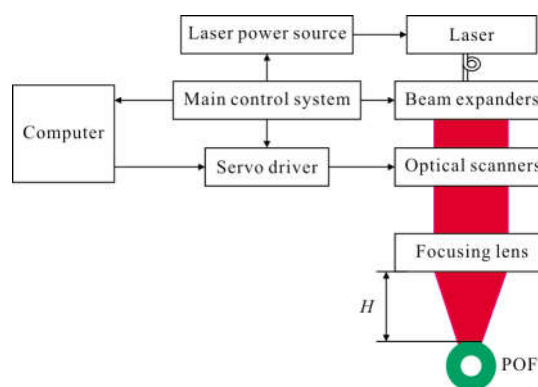 Laser power source
Laser
Main control system
Beam expanders
Computer
Servo driver
Optical scanners
Focusing lens
H
POF